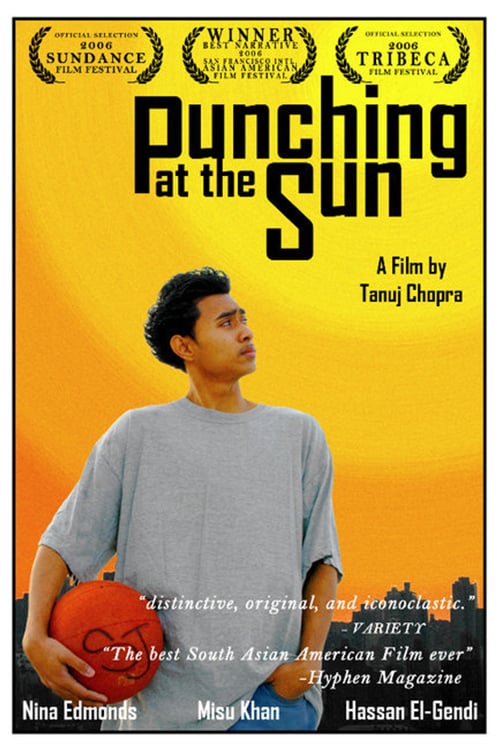 OFFICIAL SELECTION
2006
SUNDANCE
FILM FESTIVAL
WINNER
BEST NARRATIVE
2006
SAN FRANCISCO INTL.
ASIAN AMERICAN
FILM FESTIVAL
OFFICIAL SELECTION
2006
TRIBECA
FILM FESTIVAL
Punching
at the Sun
A Film by
Tanuj Chopra
SJ
"distinctive, original, and iconoclastic."
- VARIETY
"The best South Asian American Film ever"
-Hyphen Magazine
Nina Edmonds Misu Khan Hassan El-Gendi